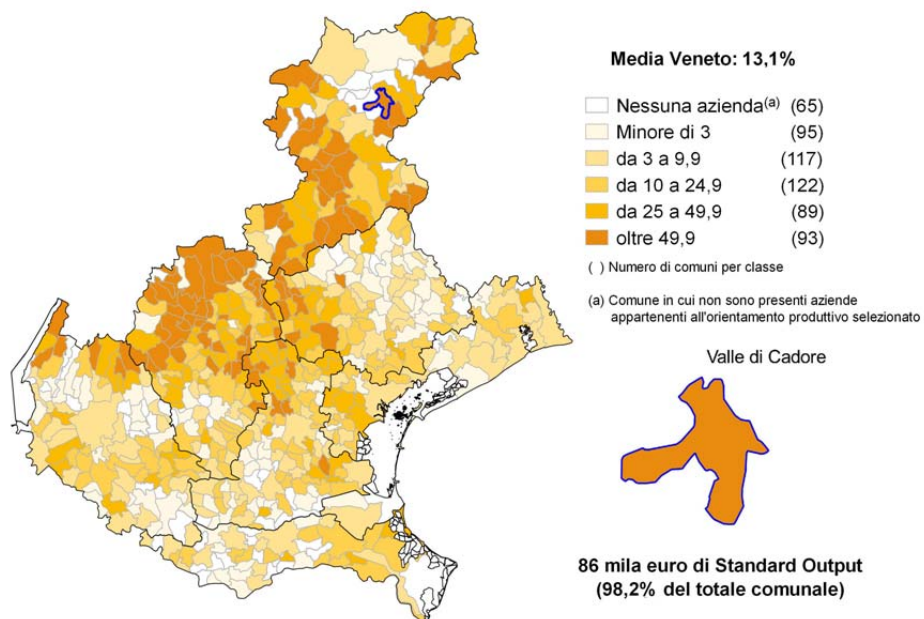 Media Veneto: 13,1%
Nessuna azienda(a) (65)
Minore di 3 (95)
da 3 a 9,9 (117)
da 10 a 24,9 (122)
da 25 a 49,9 (89)
oltre 49,9 (93)
( ) Numero di comuni per classe
(a) Comune in cui non sono presenti aziende
appartenenti all'orientamento produttivo selezionato
Valle di Cadore
86 mila euro di Standard Output
(98,2% del totale comunale)